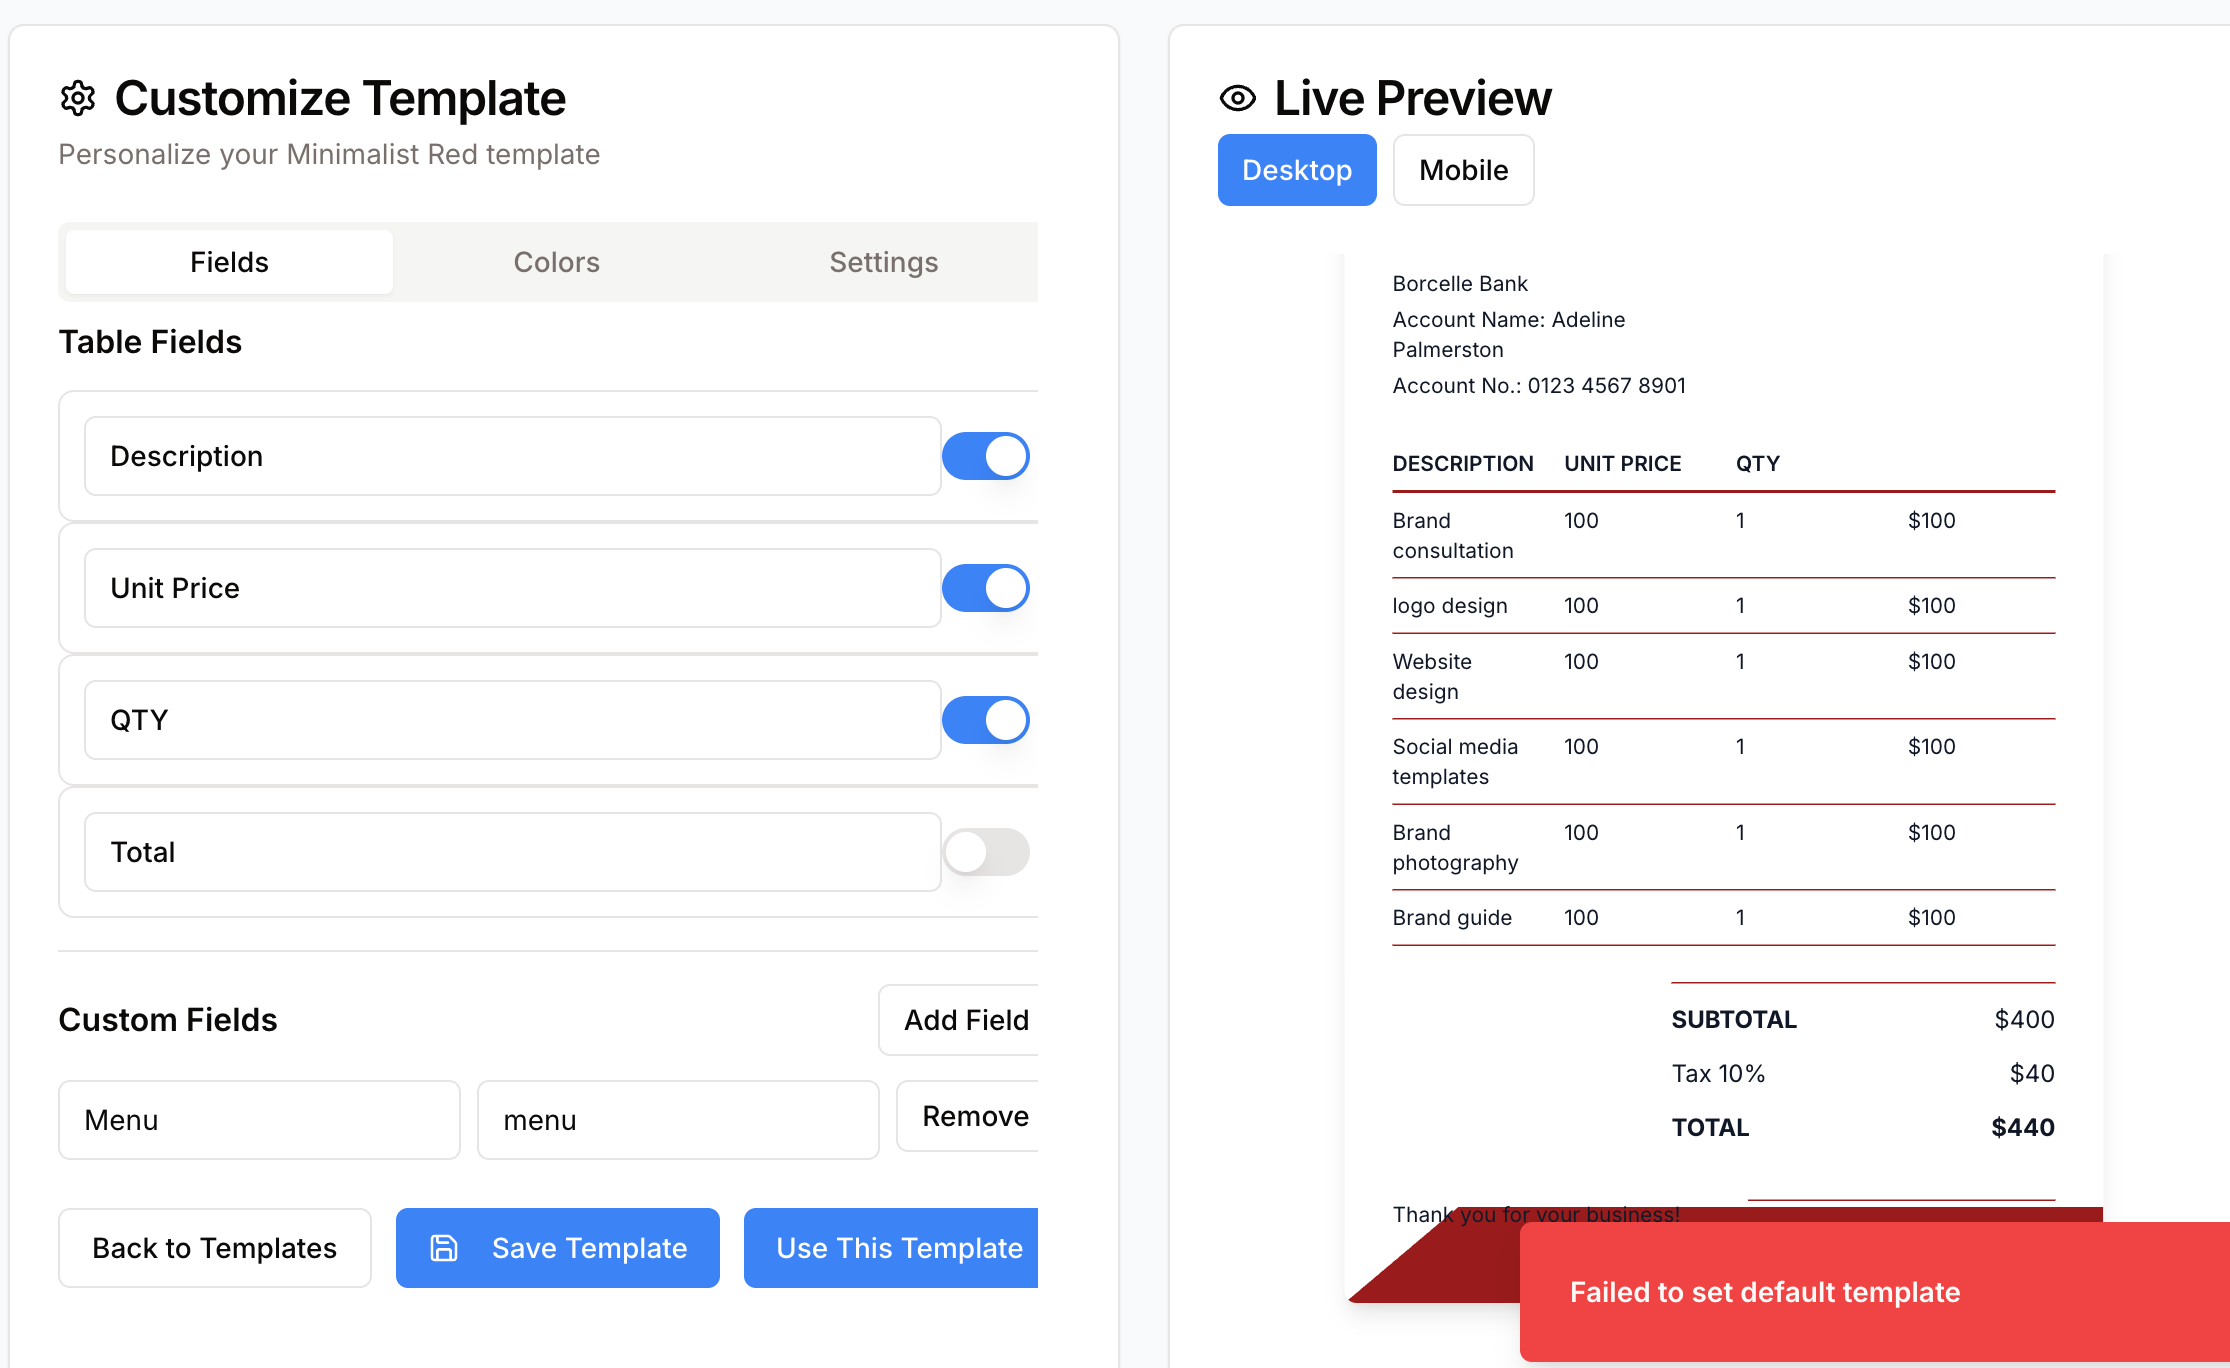 Customize Template
Personalize your Minimalist Red template
Fields
Colors
Settings
Table Fields
Description
Unit Price
QTY
Total
Custom Fields
Add Field
Menu
menu
Remove
Back to Templates
Save Template
Use This Template
Live Preview
Desktop
Mobile
Borcelle Bank
Account Name: Adeline
Palmerston
Account No.: 0123 4567 8901
DESCRIPTION UNIT PRICE QTY
Brand
consultation 100 1 $100
logo design 100 1 $100
Website
design 100 1 $100
Social media
templates 100 1 $100
Brand
photography 100 1 $100
Brand guide 100 1 $100
SUBTOTAL $400
Tax 10% $40
TOTAL $440
Thank you for your business!
Failed to set default template